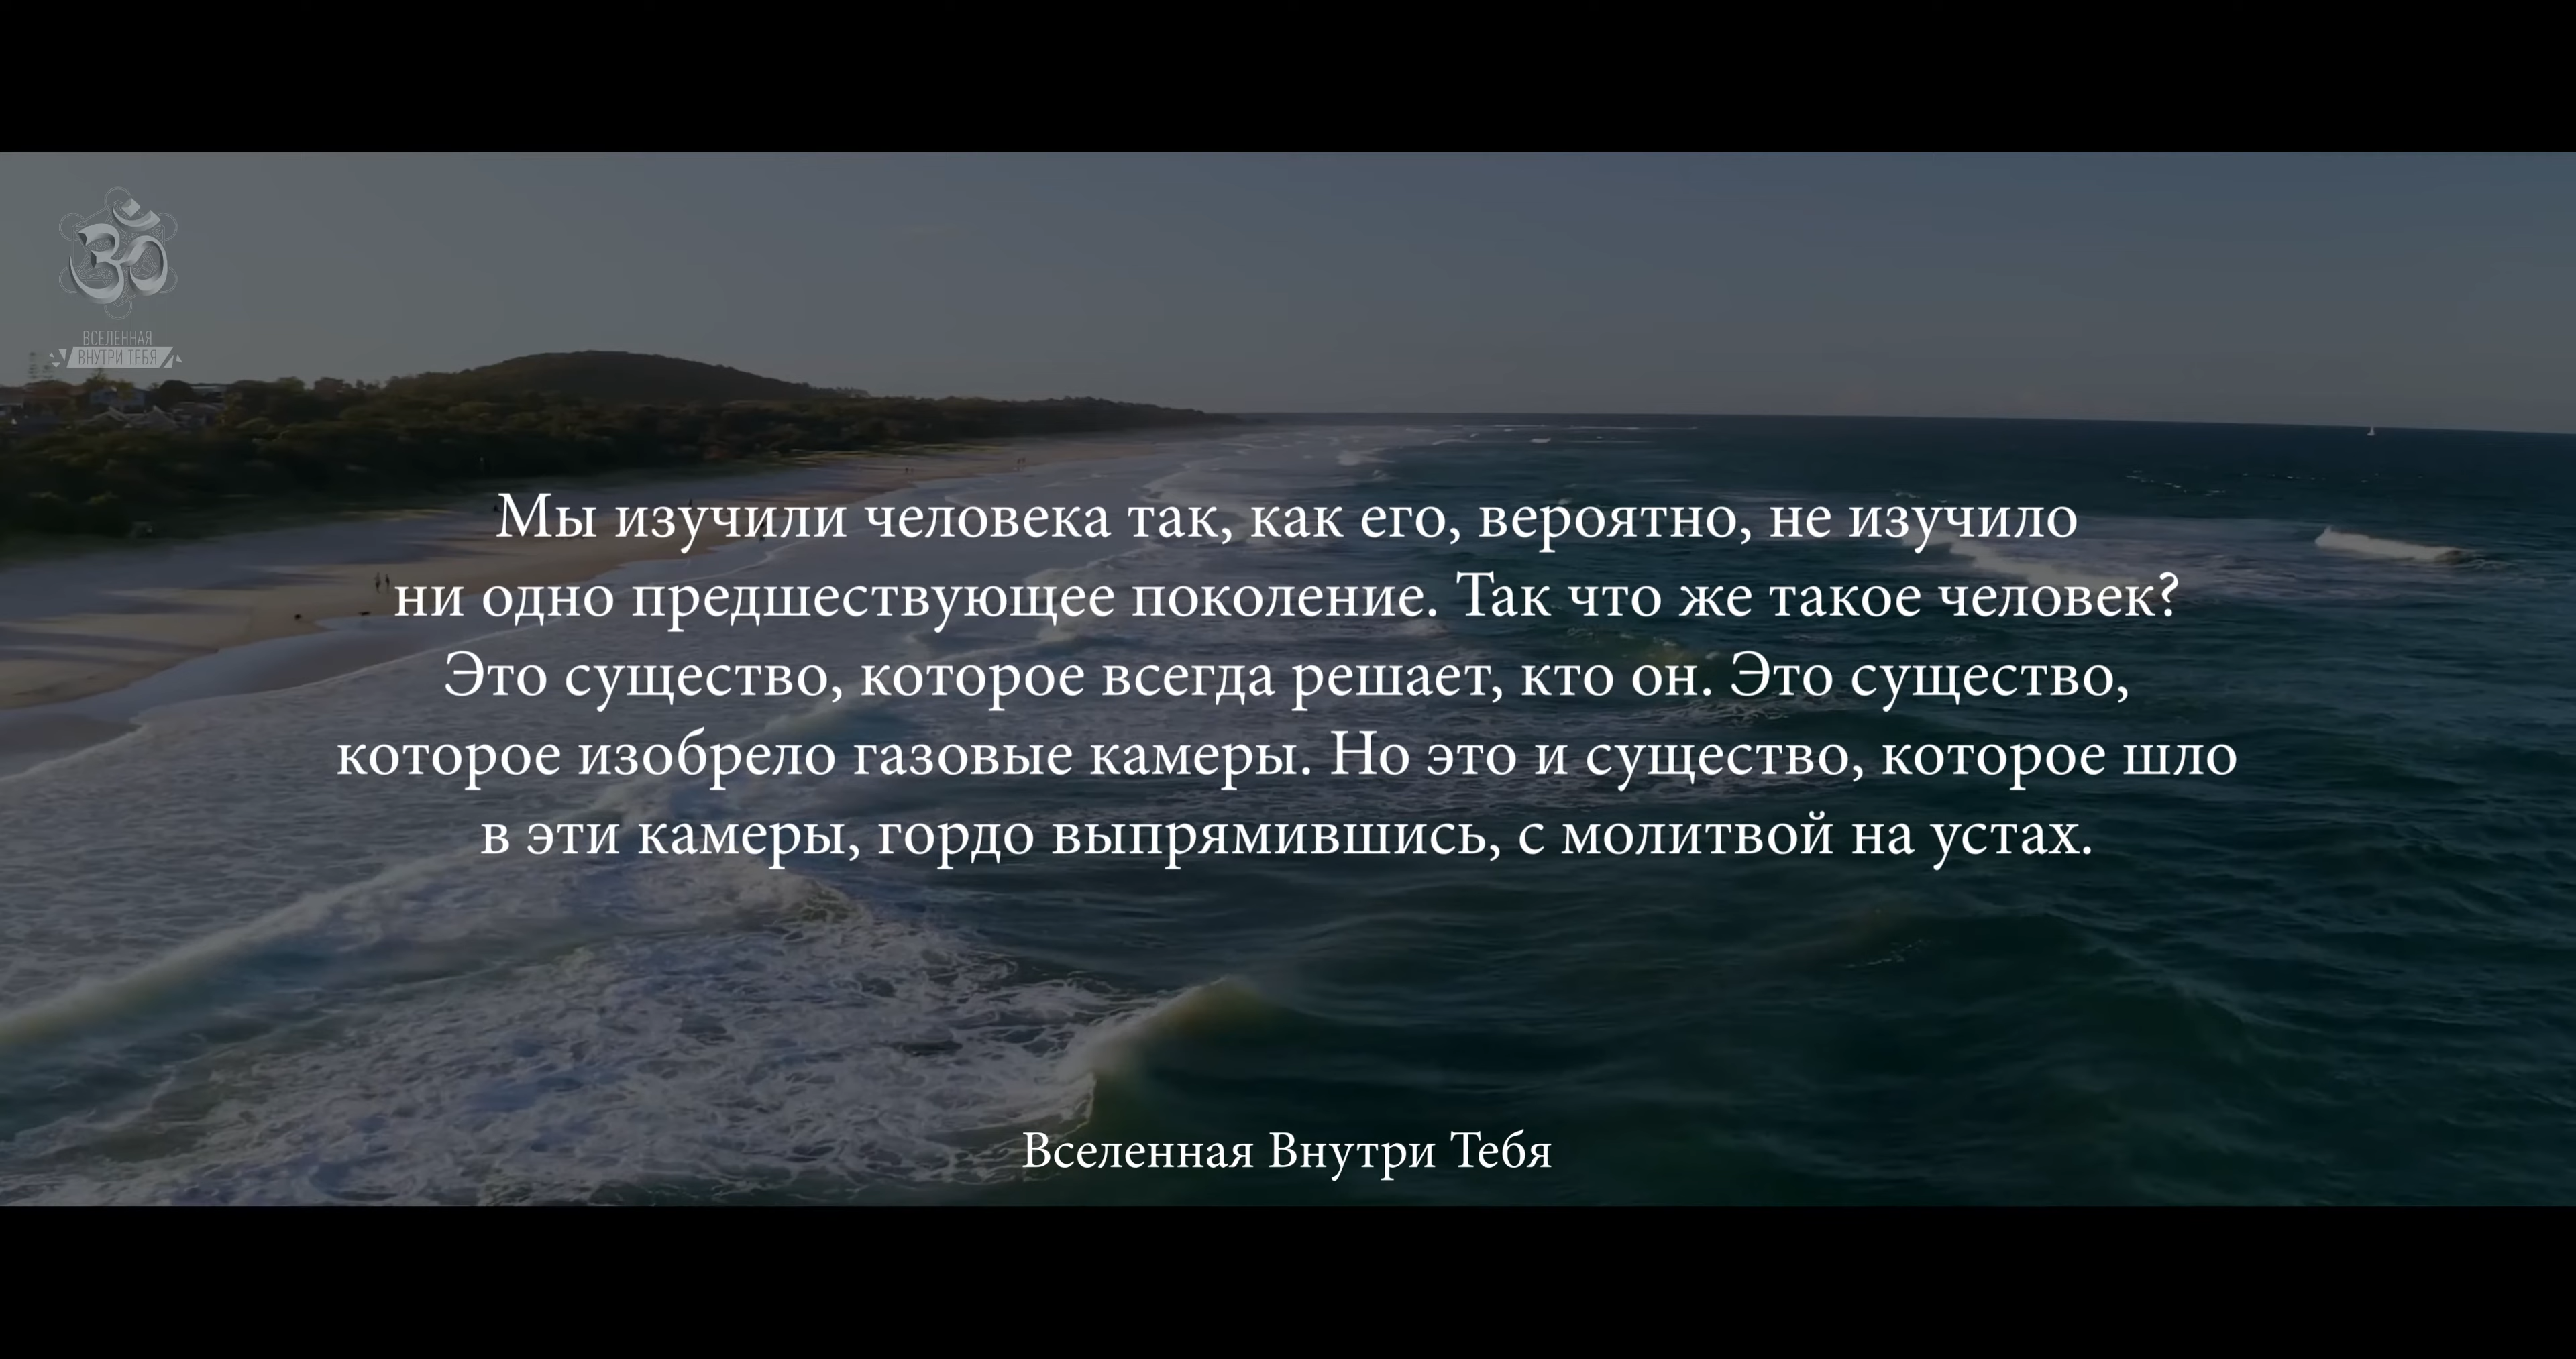 ВСЕЛЕННАЯ
ВНУТРИ ТЕБЯ
Мы изучили человека так, как его, вероятно, не изучило
ни одно предшествующее поколение. Так что же такое человек?
Это существо, которое всегда решает, кто он. Это существо,
которое изобрело газовые камеры. Но это и существо, которое шло
в эти камеры, гордо выпрямившись, с молитвой на устах.
Вселенная Внутри Тебя